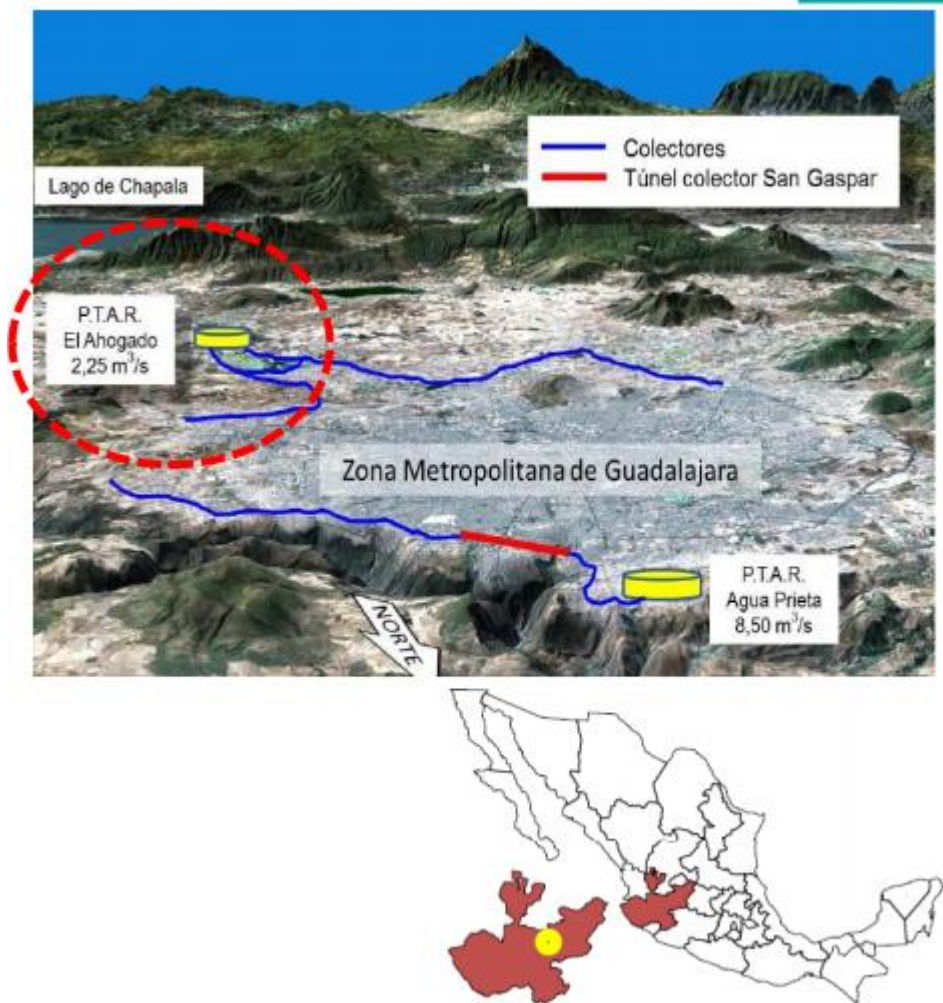 Colectores
Túnel colector San Gaspar
Lago de Chapala
P.T.A.R.
El Ahogado
2,25 m³/s
Zona Metropolitana de Guadalajara
P.T.A.R.
Agua Prieta
8,50 m³/s
NORTE